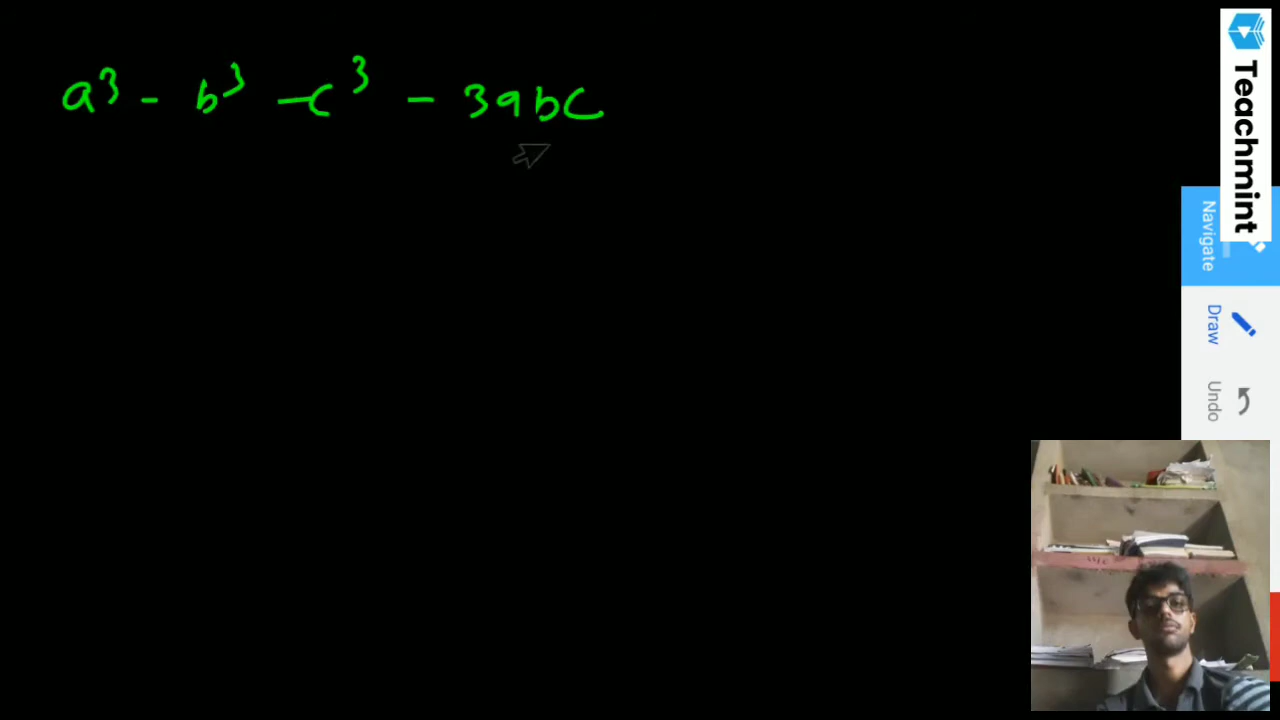 a³ - b³ - c³ - 3abc
Teachmint
Navigate
Draw
Undo